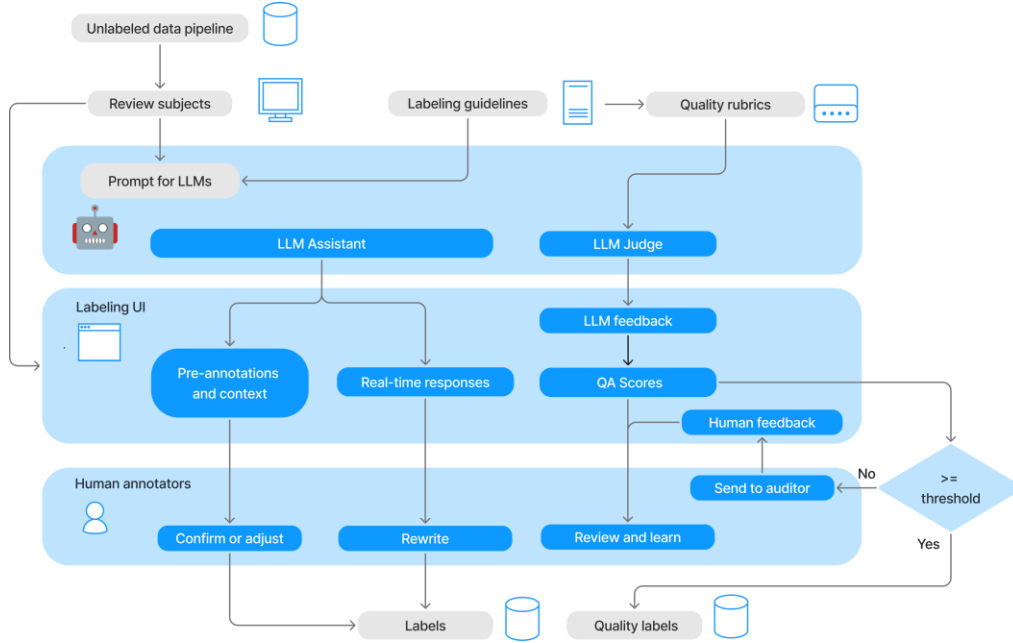 Unlabeled data pipeline
Review subjects
Labeling guidelines
Quality rubrics
Prompt for LLMs
LLM Assistant
LLM Judge
Labeling UI
LLM feedback
Pre-annotations
and context
Real-time responses
QA Scores
Human feedback
Human annotators
Send to auditor
No
>=
threshold
Confirm or adjust
Rewrite
Review and learn
Yes
Labels
Quality labels